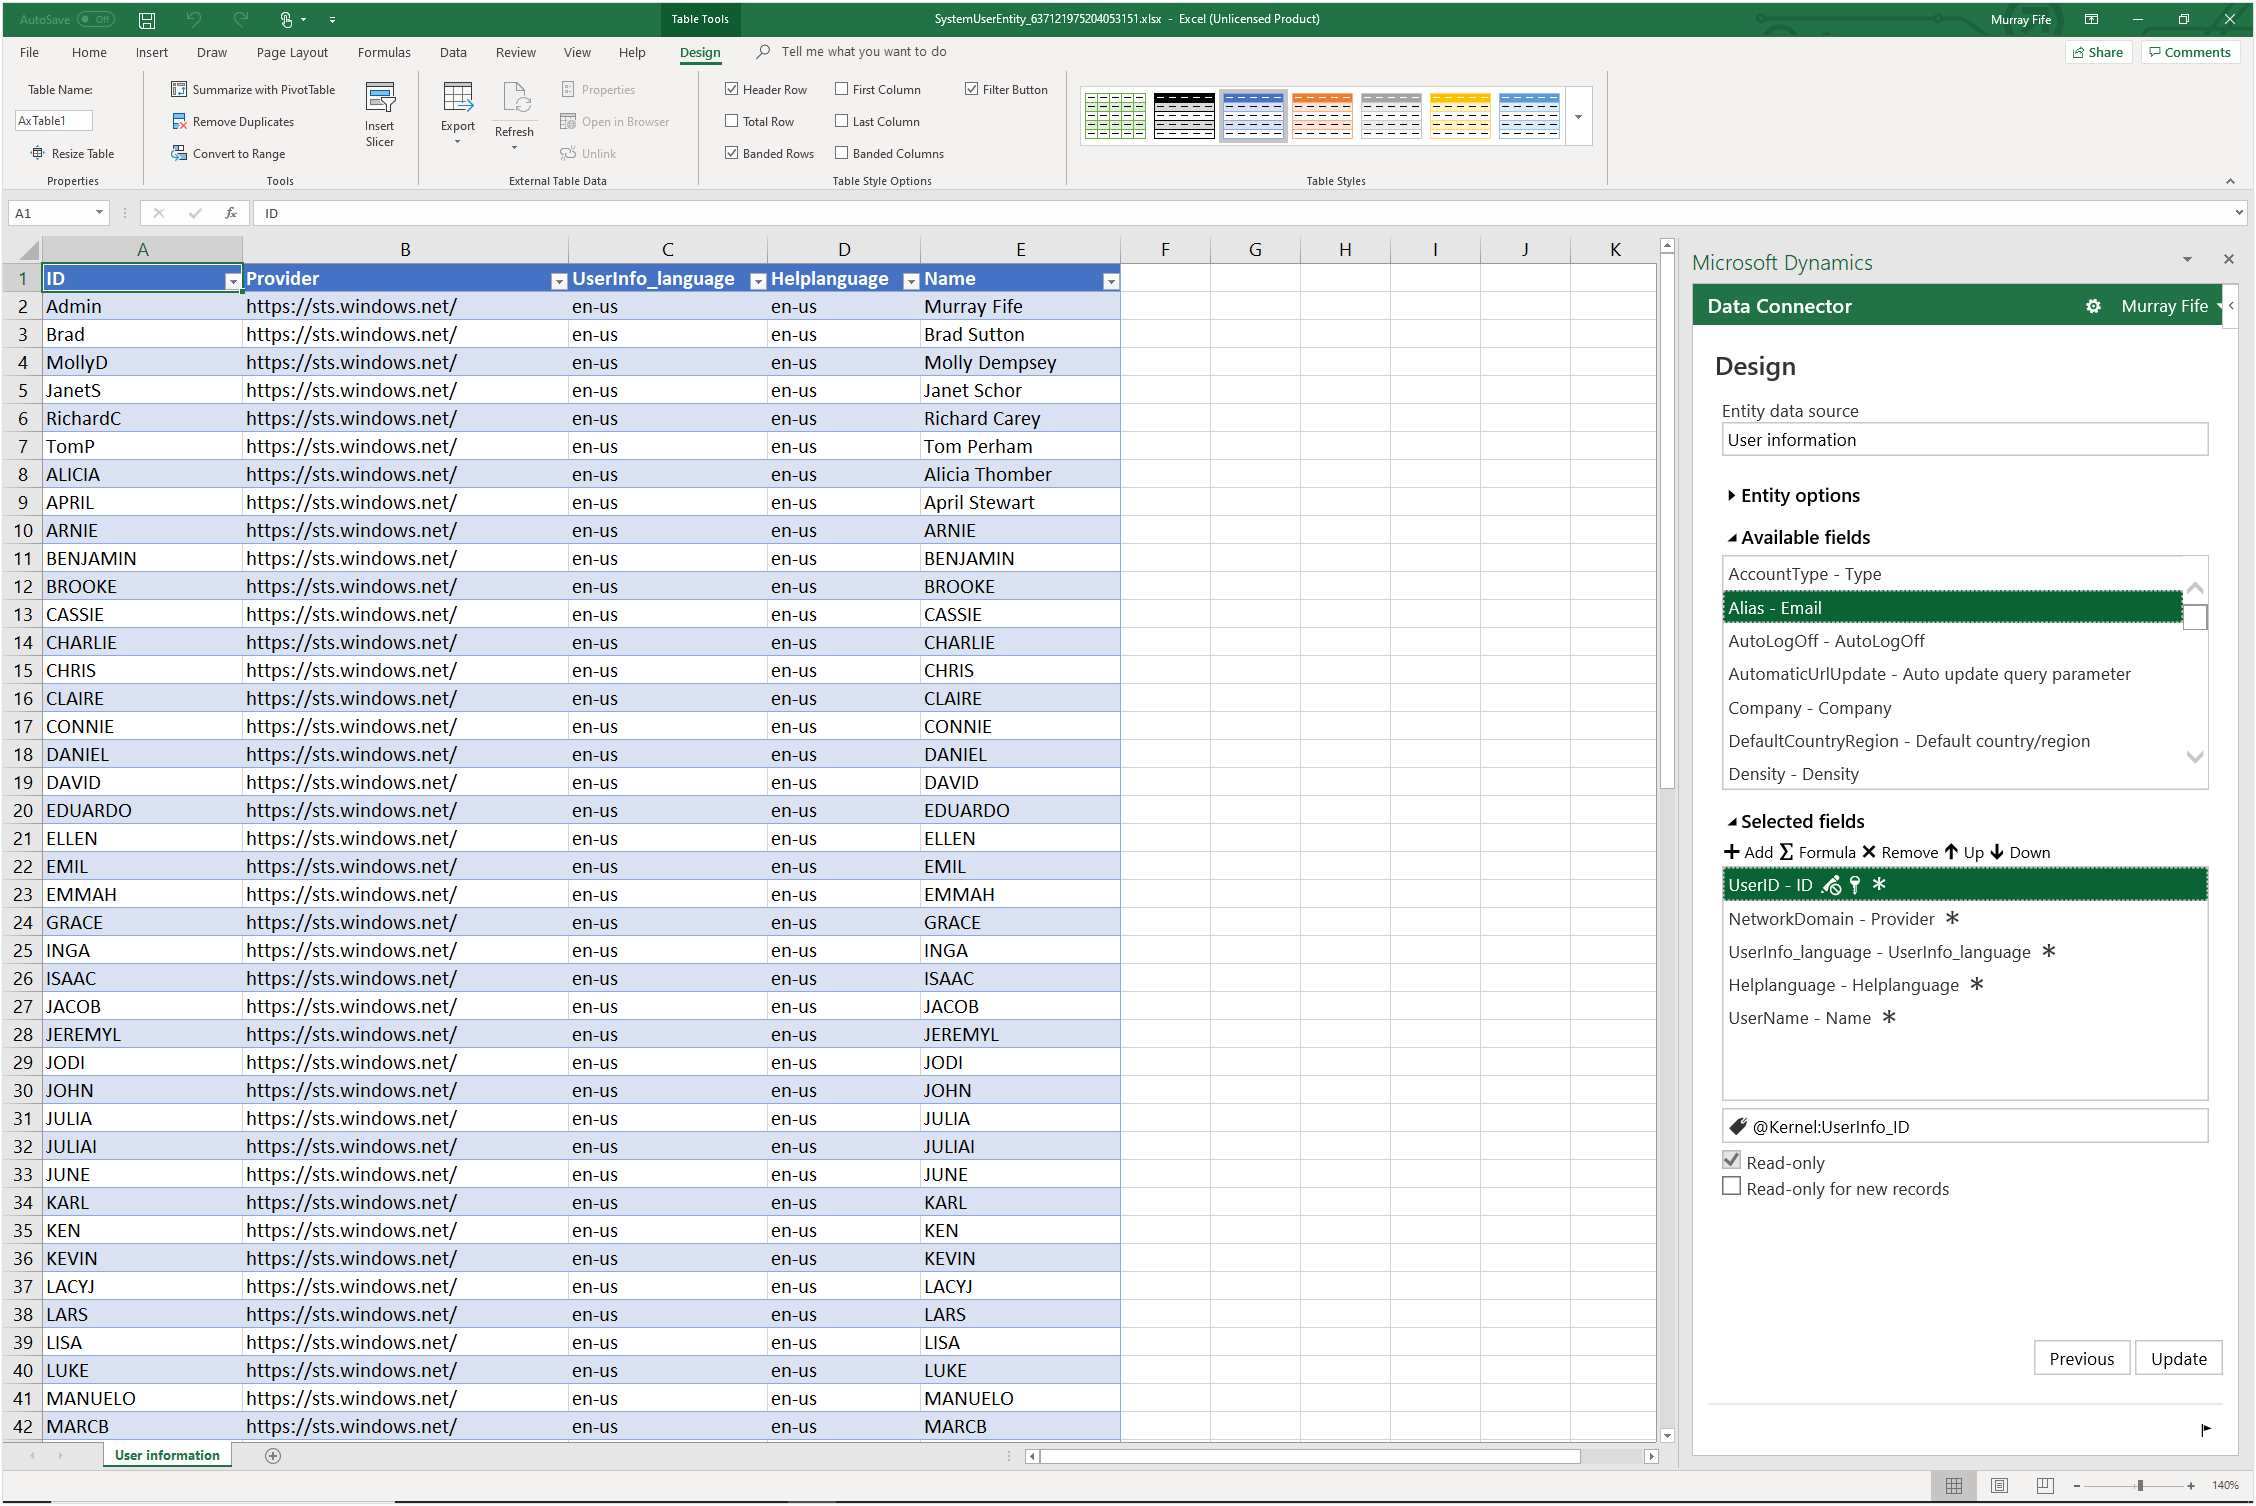 AutoSave Off
Table Tools
SystemUserEntity_637121975204053151.xlsx - Excel (Unlicensed Product)
Murray Fife
File Home Insert Draw Page Layout Formulas Data Review View Help Design Tell me what you want to do
Share Comments
Table Name:
AxTable1
Resize Table
Properties
Summarize with PivotTable
Remove Duplicates
Convert to Range
Insert Slicer
Tools
Export
Refresh
Properties
Open in Browser
Unlink
External Table Data
Header Row First Column Filter Button
Total Row Last Column
Banded Rows Banded Columns
Table Style Options
Table Styles
A1 fx ID
A B C D E F G H I J K
1 ID Provider UserInfo_language Helplanguage Name
2 Admin https://sts.windows.net/ en-us en-us Murray Fife
3 Brad https://sts.windows.net/ en-us en-us Brad Sutton
4 MollyD https://sts.windows.net/ en-us en-us Molly Dempsey
5 JanetS https://sts.windows.net/ en-us en-us Janet Schor
6 RichardC https://sts.windows.net/ en-us en-us Richard Carey
7 TomP https://sts.windows.net/ en-us en-us Tom Perham
8 ALICIA https://sts.windows.net/ en-us en-us Alicia Thomber
9 APRIL https://sts.windows.net/ en-us en-us April Stewart
10 ARNIE https://sts.windows.net/ en-us en-us ARNIE
11 BENJAMIN https://sts.windows.net/ en-us en-us BENJAMIN
12 BROOKE https://sts.windows.net/ en-us en-us BROOKE
13 CASSIE https://sts.windows.net/ en-us en-us CASSIE
14 CHARLIE https://sts.windows.net/ en-us en-us CHARLIE
15 CHRIS https://sts.windows.net/ en-us en-us CHRIS
16 CLAIRE https://sts.windows.net/ en-us en-us CLAIRE
17 CONNIE https://sts.windows.net/ en-us en-us CONNIE
18 DANIEL https://sts.windows.net/ en-us en-us DANIEL
19 DAVID https://sts.windows.net/ en-us en-us DAVID
20 EDUARDO https://sts.windows.net/ en-us en-us EDUARDO
21 ELLEN https://sts.windows.net/ en-us en-us ELLEN
22 EMIL https://sts.windows.net/ en-us en-us EMIL
23 EMMAH https://sts.windows.net/ en-us en-us EMMAH
24 GRACE https://sts.windows.net/ en-us en-us GRACE
25 INGA https://sts.windows.net/ en-us en-us INGA
26 ISAAC https://sts.windows.net/ en-us en-us ISAAC
27 JACOB https://sts.windows.net/ en-us en-us JACOB
28 JEREMYL https://sts.windows.net/ en-us en-us JEREMYL
29 JODI https://sts.windows.net/ en-us en-us JODI
30 JOHN https://sts.windows.net/ en-us en-us JOHN
31 JULIA https://sts.windows.net/ en-us en-us JULIA
32 JULIAI https://sts.windows.net/ en-us en-us JULIAI
33 JUNE https://sts.windows.net/ en-us en-us JUNE
34 KARL https://sts.windows.net/ en-us en-us KARL
35 KEN https://sts.windows.net/ en-us en-us KEN
36 KEVIN https://sts.windows.net/ en-us en-us KEVIN
37 LACYJ https://sts.windows.net/ en-us en-us LACYJ
38 LARS https://sts.windows.net/ en-us en-us LARS
39 LISA https://sts.windows.net/ en-us en-us LISA
40 LUKE https://sts.windows.net/ en-us en-us LUKE
41 MANUELO https://sts.windows.net/ en-us en-us MANUELO
42 MARCB https://sts.windows.net/ en-us en-us MARCB
User information
Microsoft Dynamics
Data Connector Murray Fife
Design
Entity data source
User information
Entity options
Available fields
AccountType - Type
Alias - Email
AutoLogOff - AutoLogOff
AutomaticUrlUpdate - Auto update query parameter
Company - Company
DefaultCountryRegion - Default country/region
Density - Density
Selected fields
+ Add Σ Formula Remove Up Down
UserID - ID *
NetworkDomain - Provider *
UserInfo_language - UserInfo_language *
Helplanguage - Helplanguage *
UserName - Name *
@Kernel:UserInfo_ID
Read-only
Read-only for new records
Previous Update
140%